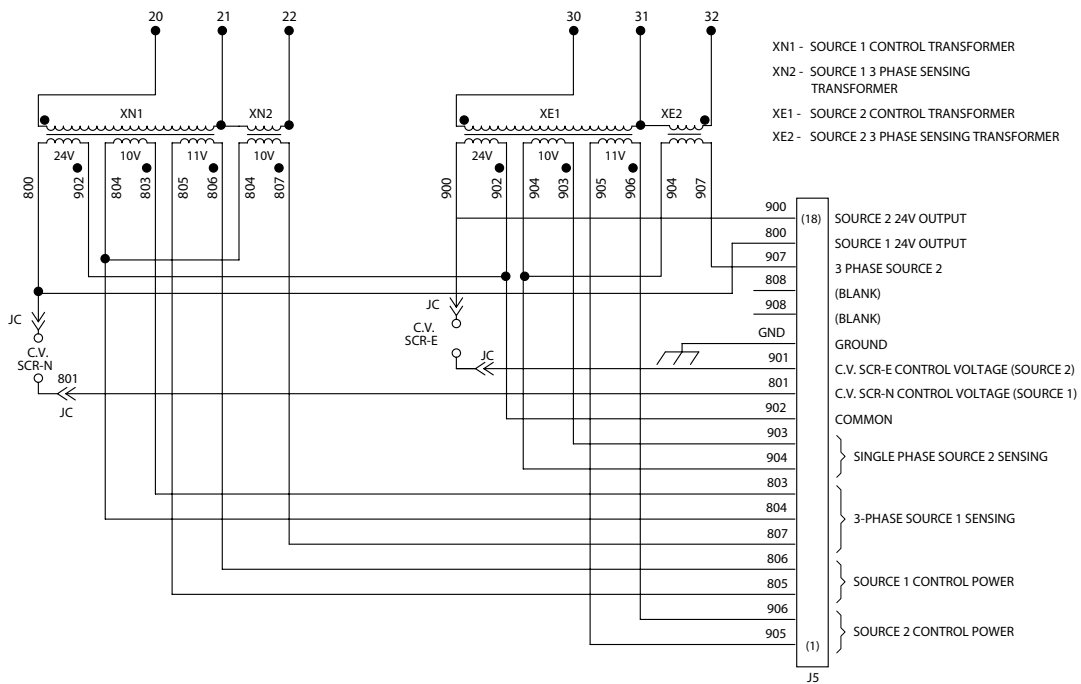 20 21 22 30 31 32
XN1 - SOURCE 1 CONTROL TRANSFORMER
XN2 - SOURCE 1 3 PHASE SENSING
TRANSFORMER
XE1 - SOURCE 2 CONTROL TRANSFORMER
XE2 - SOURCE 2 3 PHASE SENSING TRANSFORMER
XN1 XN2 XE1 XE2
24V 10V 11V 10V 24V 10V 11V
800 902 804 803 805 806 804 807 900 902 904 903 905 906 904 907
900 (18) SOURCE 2 24V OUTPUT
800 SOURCE 1 24V OUTPUT
907 3 PHASE SOURCE 2
808 (BLANK)
908 (BLANK)
GND GROUND
901 C.V. SCR-E CONTROL VOLTAGE (SOURCE 2)
801 C.V. SCR-N CONTROL VOLTAGE (SOURCE 1)
902 COMMON
903
904 SINGLE PHASE SOURCE 2 SENSING
803
804 3-PHASE SOURCE 1 SENSING
807
806
805 SOURCE 1 CONTROL POWER
906
905 SOURCE 2 CONTROL POWER
(1)
J5
JC
C.V.
SCR-N
801
JC
JC
C.V.
SCR-E
JC